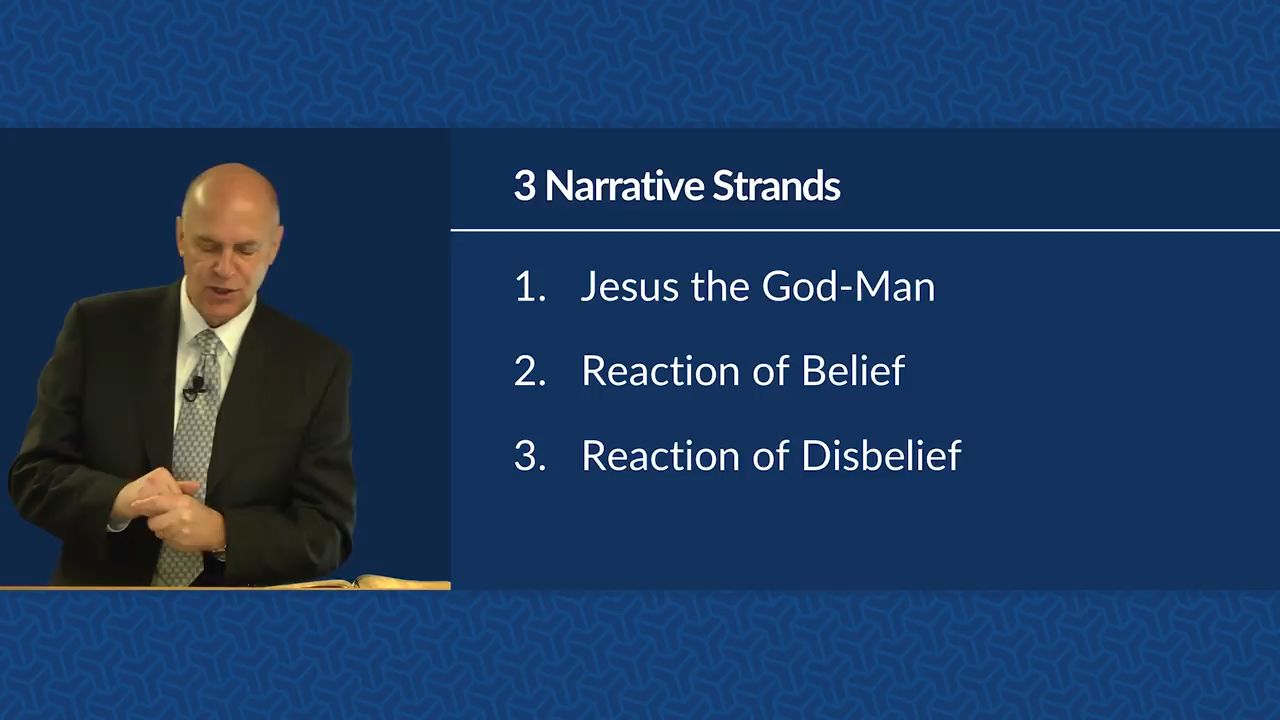 3 Narrative Strands
1. Jesus the God-Man
2. Reaction of Belief
3. Reaction of Disbelief